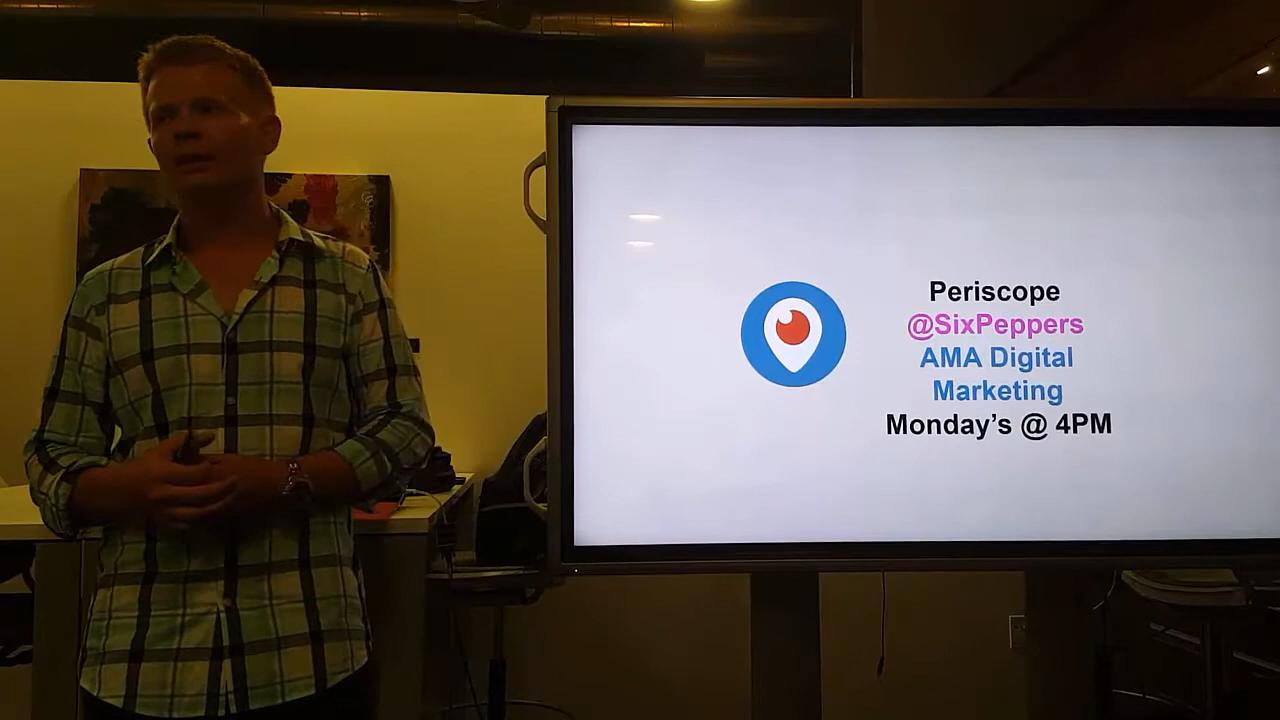 Periscope
@SixPeppers
AMA Digital
Marketing
Monday's @ 4PM